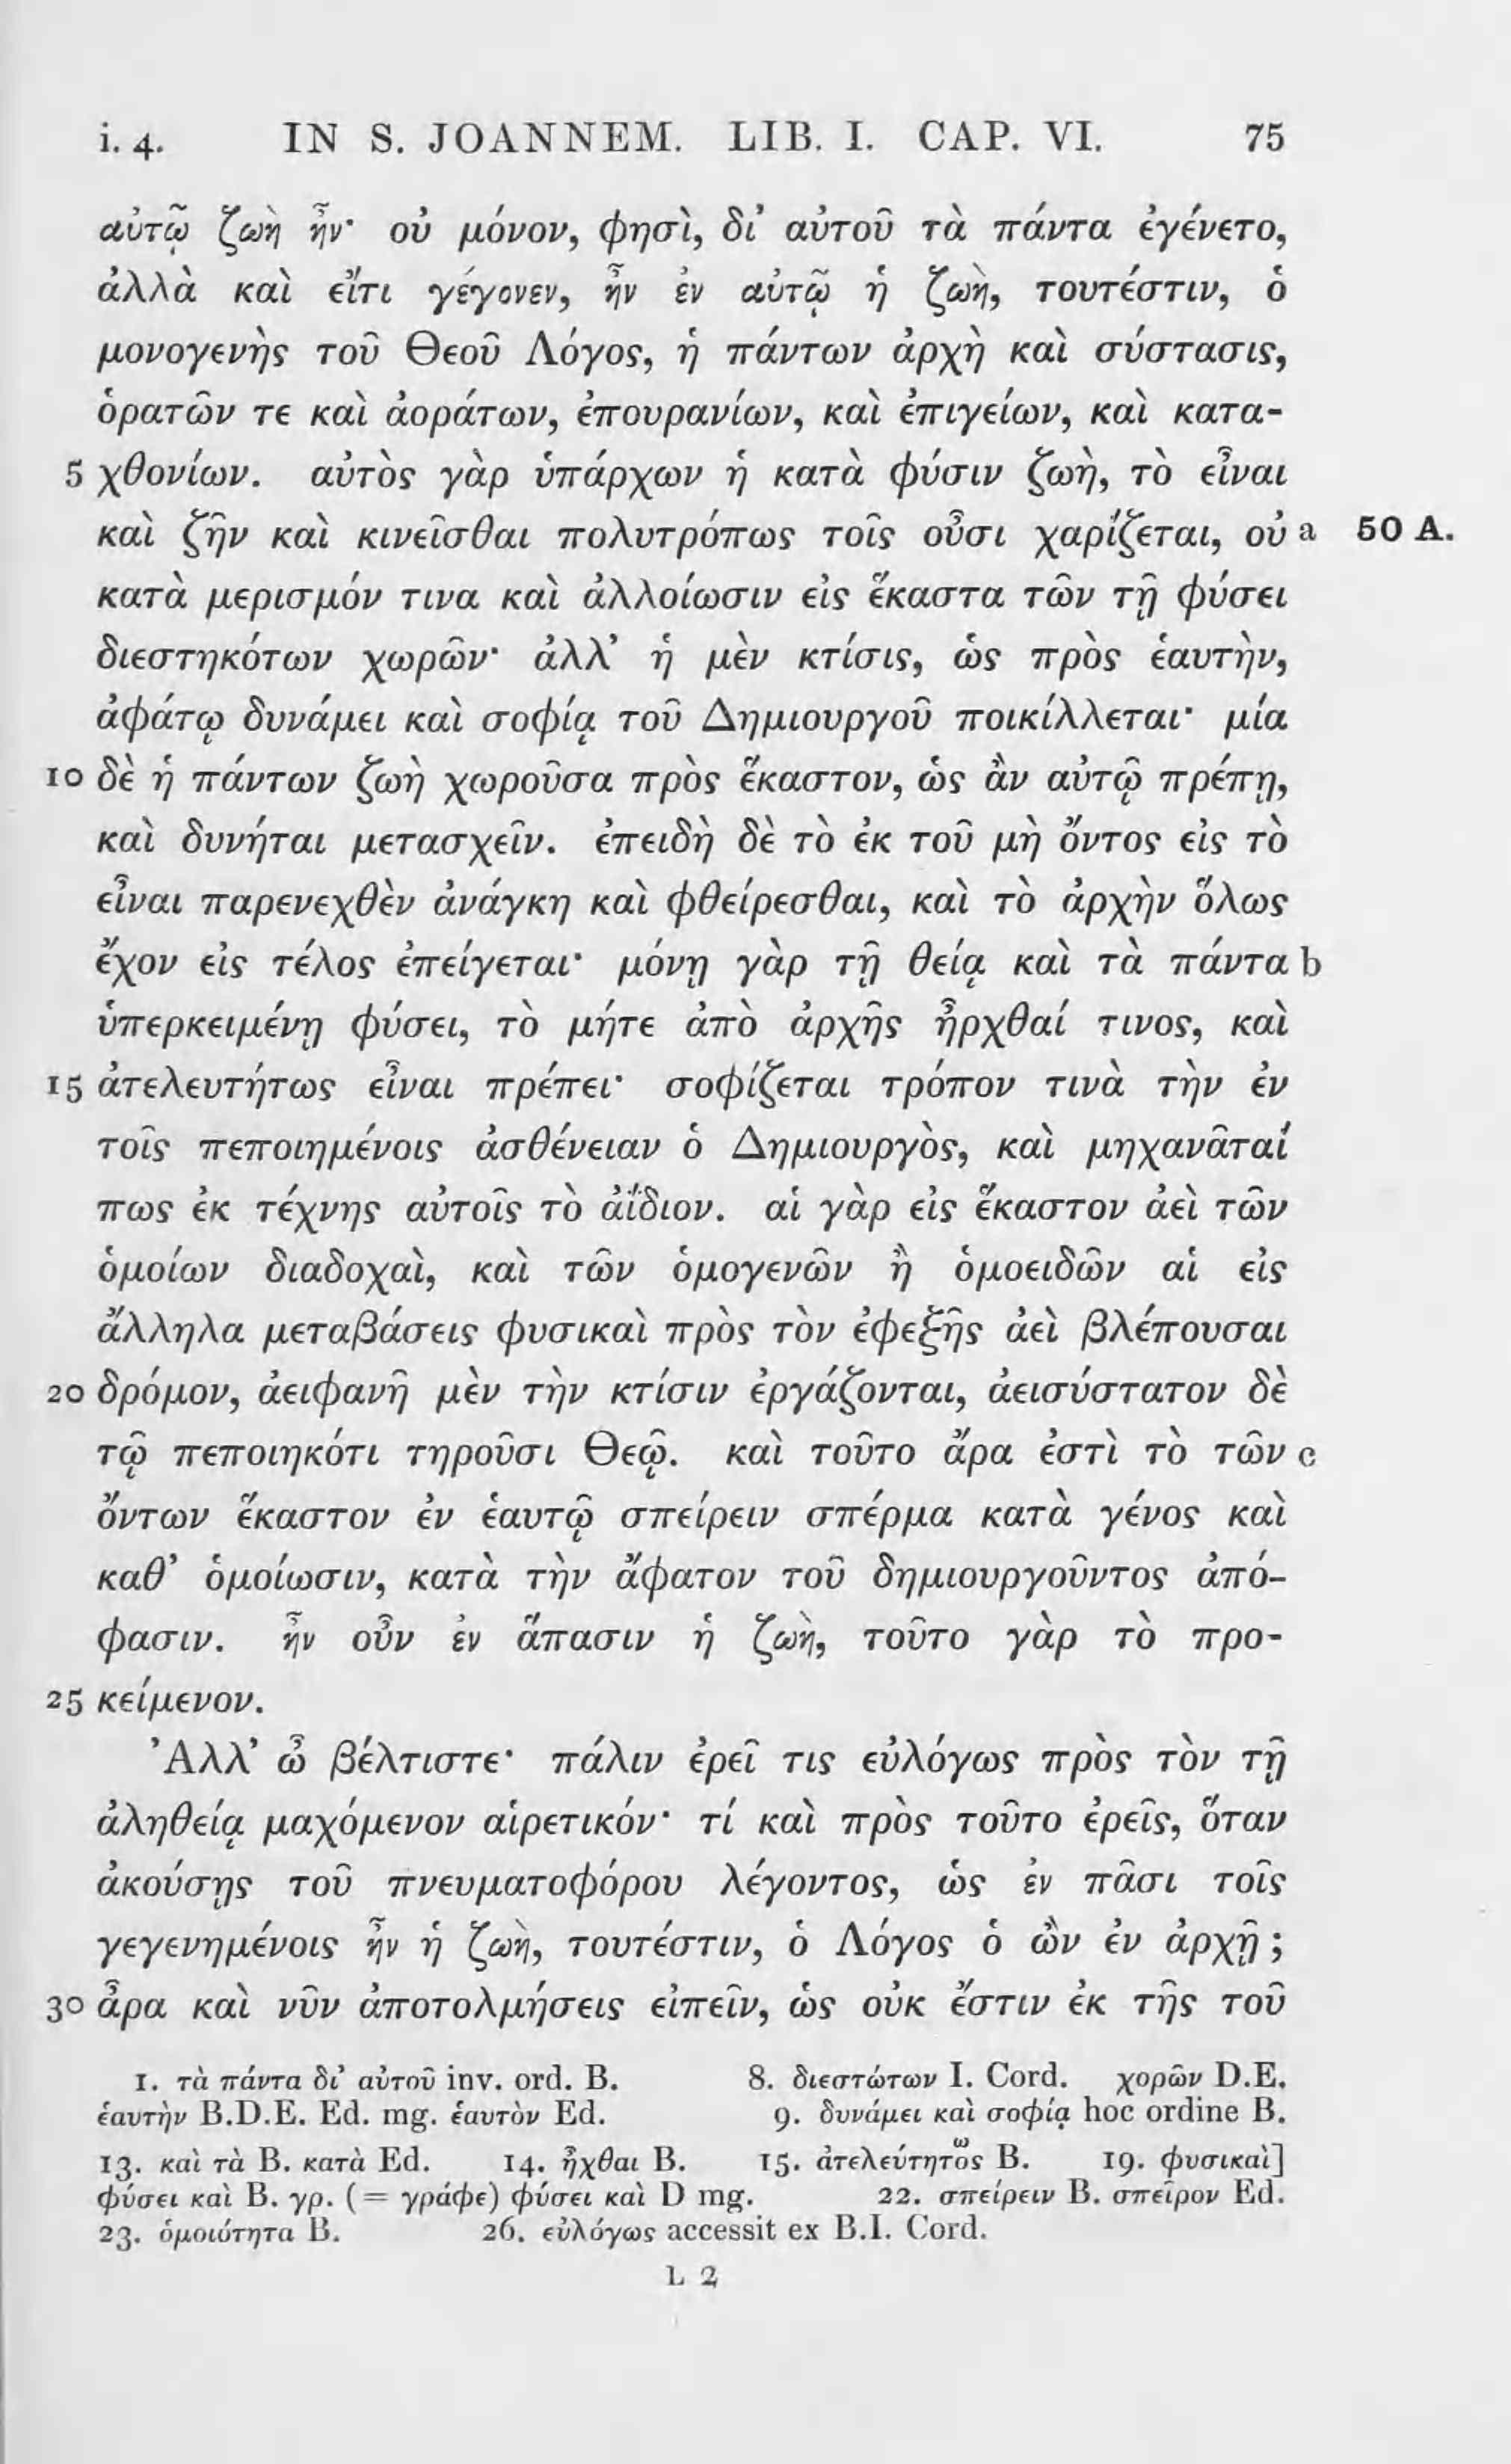 i. 4. IN S. JOANNEM. LIB. I. CAP. VI. 75
αὐτῷ ζωὴ ἦν· οὐ μόνον, φησὶ, δι’ αὐτοῦ τὰ πάντα ἐγένετο,
ἀλλὰ καὶ εἴτι γέγονεν, ἦν ἐν αὐτῷ ἡ ζωὴ, τουτέστιν, ὁ
μονογενὴς τοῦ Θεοῦ Λόγος, ἡ πάντων ἀρχὴ καὶ σύστασις,
ὁρατῶν τε καὶ ἀοράτων, ἐπουρανίων, καὶ ἐπιγείων, καὶ κατα-
5 χθονίων. αὐτὸς γὰρ ὑπάρχων ἡ κατὰ φύσιν ζωὴ, τὸ εἶναι
καὶ ζῆν καὶ κινεῖσθαι πολυτρόπως τοῖς οὖσι χαρίζεται, οὐ a 50 A.
κατὰ μερισμόν τινα καὶ ἀλλοίωσιν εἰς ἕκαστα τῶν τῇ φύσει
διεστηκότων χωρῶν· ἀλλ’ ἡ μὲν κτίσις, ὡς πρὸς ἑαυτὴν,
ἀφάτῳ δυνάμει καὶ σοφίᾳ τοῦ Δημιουργοῦ ποικίλλεται· μία
10 δὲ ἡ πάντων ζωὴ χωροῦσα πρὸς ἕκαστον, ὡς ἂν αὐτῷ πρέπῃ,
καὶ δυνήται μετασχεῖν. ἐπειδὴ δὲ τὸ ἐκ τοῦ μὴ ὄντος εἰς τὸ
εἶναι παρενεχθὲν ἀνάγκη καὶ φθείρεσθαι, καὶ τὸ ἀρχὴν ὅλως
ἔχον εἰς τέλος ἐπείγεται· μόνῃ γὰρ τῇ θείᾳ καὶ τὰ πάντα b
ὑπερκειμένῃ φύσει, τὸ μήτε ἀπὸ ἀρχῆς ἦρχθαί τινος, καὶ
15 ἀτελευτήτως εἶναι πρέπει· σοφίζεται τρόπον τινὰ τὴν ἐν
τοῖς πεποιημένοις ἀσθένειαν ὁ Δημιουργὸς, καὶ μηχανᾶταί
πως ἐκ τέχνης αὐτοῖς τὸ ἀΐδιον. αἱ γὰρ εἰς ἕκαστον ἀεὶ τῶν
ὁμοίων διαδοχαὶ, καὶ τῶν ὁμογενῶν ἢ ὁμοειδῶν αἱ εἰς
ἄλληλα μεταβάσεις φυσικαὶ πρὸς τὸν ἐφεξῆς ἀεὶ βλέπουσαι
20 δρόμον, ἀειφανῆ μὲν τὴν κτίσιν ἐργάζονται, ἀεισύστατον δὲ
τῷ πεποιηκότι τηροῦσι Θεῷ. καὶ τοῦτο ἄρα ἐστὶ τὸ τῶν c
ὄντων ἕκαστον ἐν ἑαυτῷ σπείρειν σπέρμα κατὰ γένος καὶ
καθ’ ὁμοίωσιν, κατὰ τὴν ἄφατον τοῦ δημιουργοῦντος ἀπό-
φασιν. ἦν οὖν ἐν ἅπασιν ἡ ζωὴ, τοῦτο γὰρ τὸ προ-
25 κείμενον.
Ἀλλ’ ὦ βέλτιστε· πάλιν ἐρεῖ τις εὐλόγως πρὸς τὸν τῇ
ἀληθείᾳ μαχόμενον αἱρετικόν· τί καὶ πρὸς τοῦτο ἐρεῖς, ὅταν
ἀκούσῃς τοῦ πνευματοφόρου λέγοντος, ὡς ἐν πᾶσι τοῖς
γεγενημένοις ἦν ἡ ζωὴ, τουτέστιν, ὁ Λόγος ὁ ὢν ἐν ἀρχῇ ;
30 ἆρα καὶ νῦν ἀποτολμήσεις εἰπεῖν, ὡς οὐκ ἔστιν ἐκ τῆς τοῦ
1. τὰ πάντα δι’ αὐτοῦ inv. ord. B. 8. διεστώτων I. Cord. χορῶν D.E.
ἑαυτὴν B.D.E. Ed. mg. ἑαυτὸν Ed. 9. δυνάμει καὶ σοφίᾳ hoc ordine B.
13. καὶ τὰ B. κατὰ Ed. 14. ἦχθαι B. 15. ἀτελεύτητος̃ω B. 19. φυσικαὶ]
φύσει καὶ B. γρ. (= γράφε) φύσει καὶ D mg. 22. σπείρειν B. σπεῖρον Ed.
23. ὁμοιότητα B. 26. εὐλόγως accessit ex B.I. Cord.
L 2